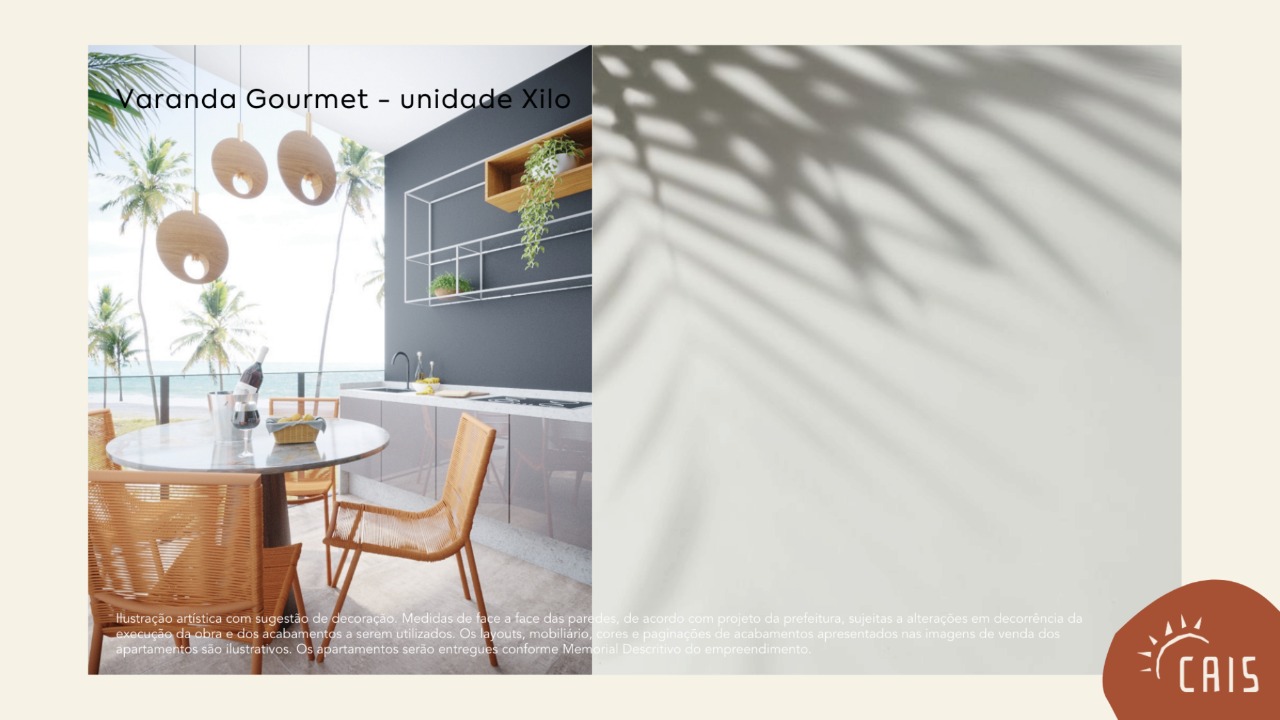 Varanda Gourmet - unidade Xilo
Ilustração artística com sugestão de decoração. Medidas de face a face das paredes, de acordo com projeto da prefeitura, sujeitas a alterações em decorrência da
execução da obra e dos acabamentos a serem utilizados. Os layouts, mobiliário, cores e paginações de acabamentos apresentados nas imagens de venda dos
apartamentos são ilustrativos. Os apartamentos serão entregues conforme Memorial Descritivo do empreendimento.
CAIS